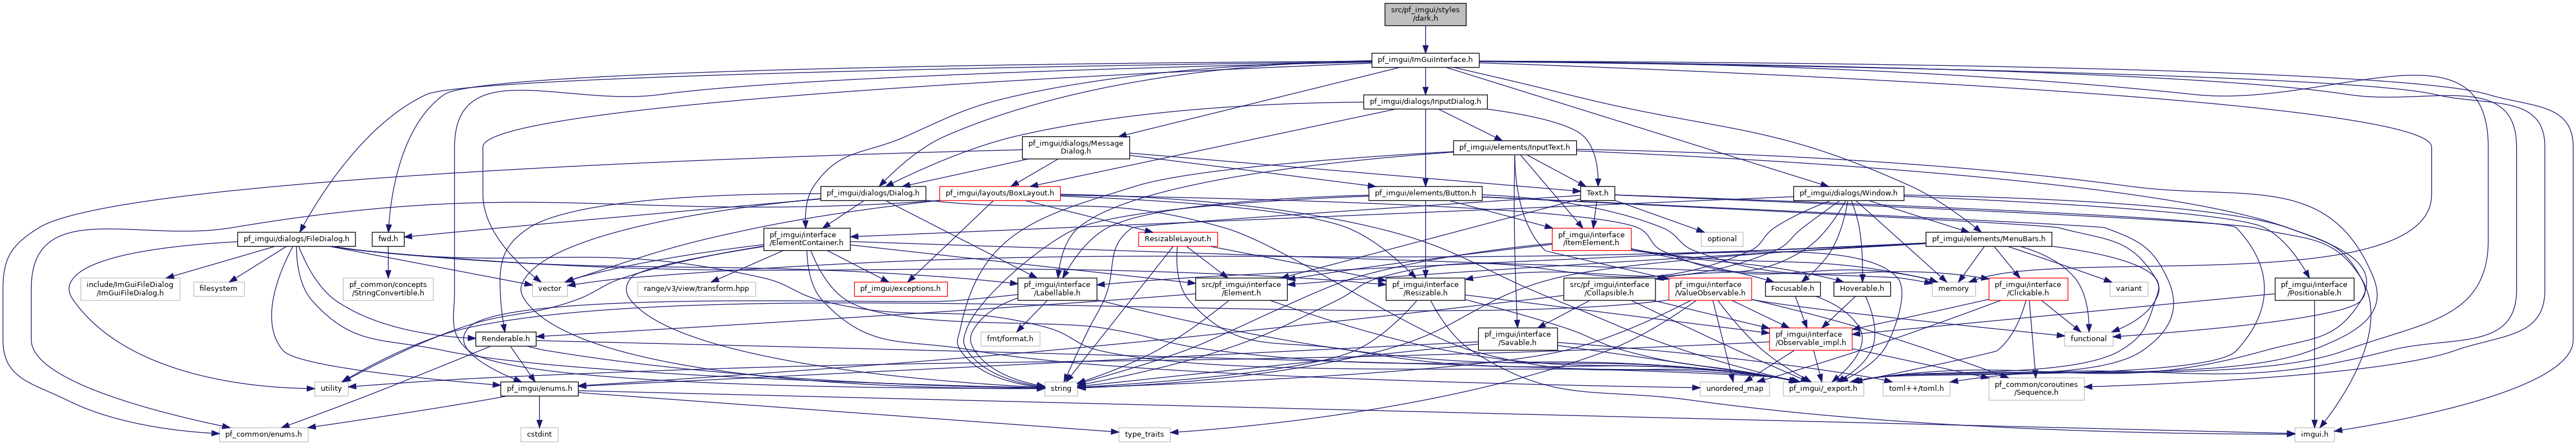 src/pf_imgui/styles
/dark.h
pf_imgui/ImGuiInterface.h
pf_imgui/dialogs/InputDialog.h
pf_imgui/dialogs/Message
Dialog.h
pf_imgui/elements/InputText.h
pf_imgui/dialogs/Dialog.h
pf_imgui/layouts/BoxLayout.h
pf_imgui/elements/Button.h
Text.h
pf_imgui/dialogs/Window.h
pf_imgui/dialogs/FileDialog.h
fwd.h
pf_imgui/interface
/ElementContainer.h
ResizableLayout.h
pf_imgui/interface
/ItemElement.h
optional
pf_imgui/elements/MenuBars.h
include/ImGuiFileDialog
/ImGuiFileDialog.h
filesystem
pf_common/concepts
/StringConvertible.h
vector
range/v3/view/transform.hpp
pf_imgui/exceptions.h
pf_imgui/interface
/Labellable.h
src/pf_imgui/interface
/Element.h
pf_imgui/interface
/Resizable.h
src/pf_imgui/interface
/Collapsible.h
pf_imgui/interface
/ValueObservable.h
Focusable.h
Hoverable.h
memory
pf_imgui/interface
/Clickable.h
variant
pf_imgui/interface
/Positionable.h
Renderable.h
fmt/format.h
pf_imgui/interface
/Savable.h
pf_imgui/interface
/Observable_impl.h
functional
utility
pf_imgui/enums.h
string
unordered_map
pf_imgui/_export.h
toml++/toml.h
pf_common/coroutines
/Sequence.h
pf_common/enums.h
cstdint
type_traits
imgui.h